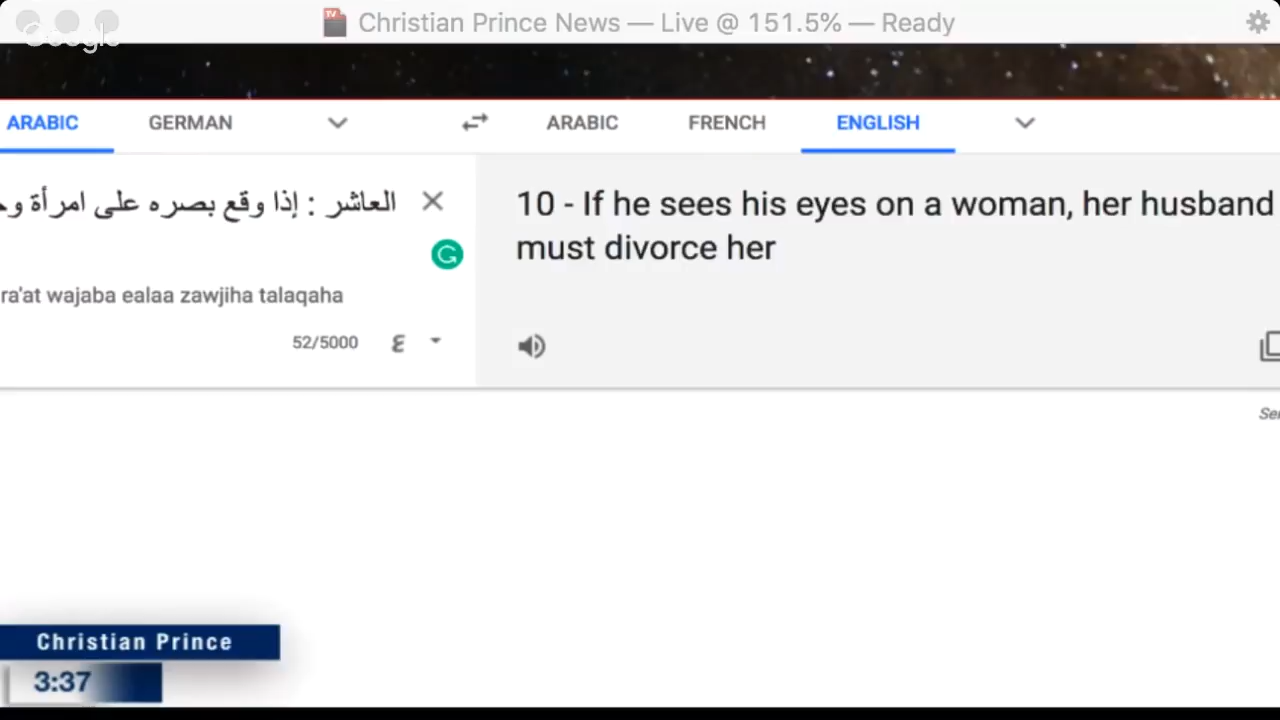 Christian Prince News — Live @ 151.5% — Ready
Google
ARABIC GERMAN ARABIC FRENCH ENGLISH
العاشر : إذا وقع بصره على امرأة
10 - If he sees his eyes on a woman, her husband
must divorce her
ra'at wajaba ealaa zawjiha talaqaha
52/5000
Christian Prince
3:37